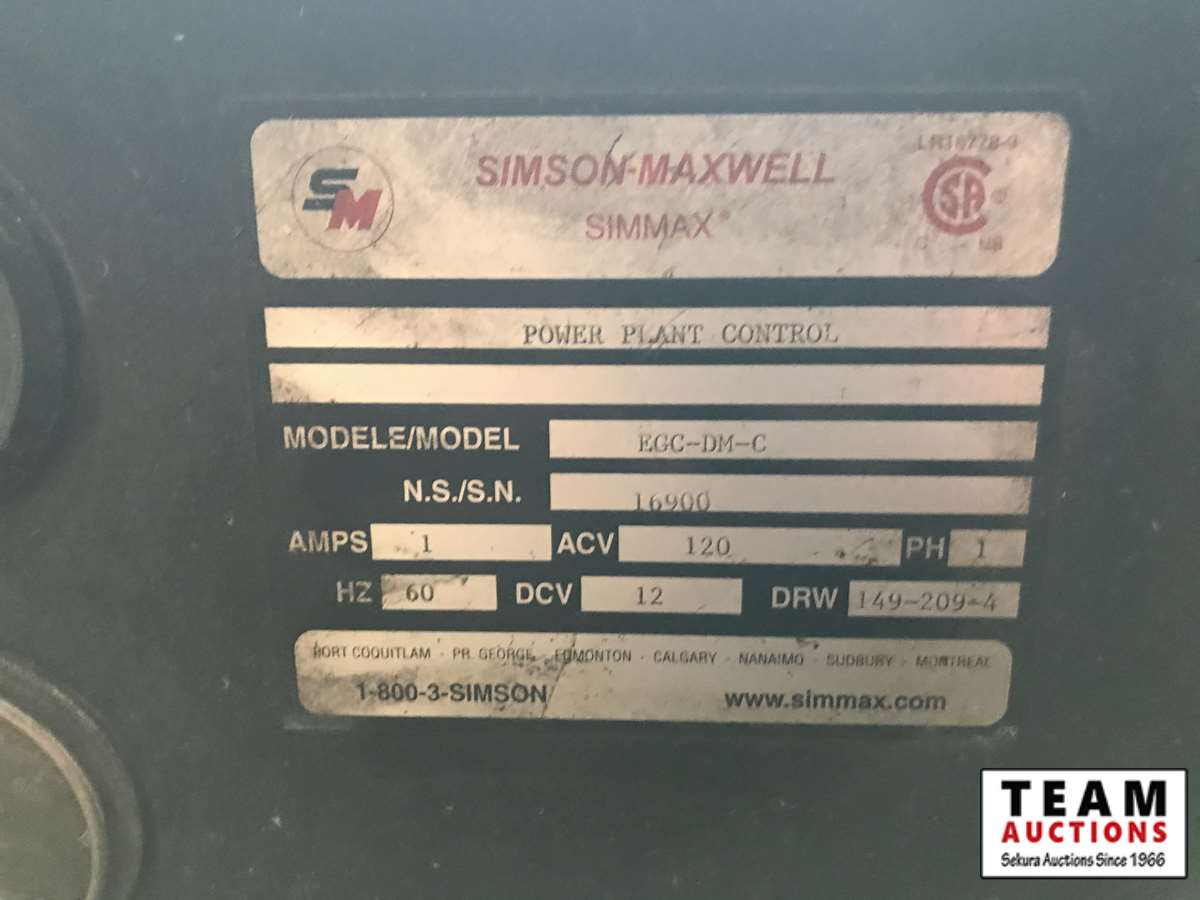 SM
SIMSON-MAXWELL
SIMMAX®
SA
POWER PLANT CONTROL
MODELE/MODEL EGC-DM-C
N.S./S.N. 16900
AMPS 1 ACV 120 PH 1
HZ 60 DCV 12 DRW 149-209-4
PORT COQUITLAM - PR. GEORGE - EDMONTON - CALGARY - NANAIMO - SUDBURY - MONTREAL
1-800-3-SIMSON www.simmax.com
TEAM
AUCTIONS
Sekura Auctions Since 1966